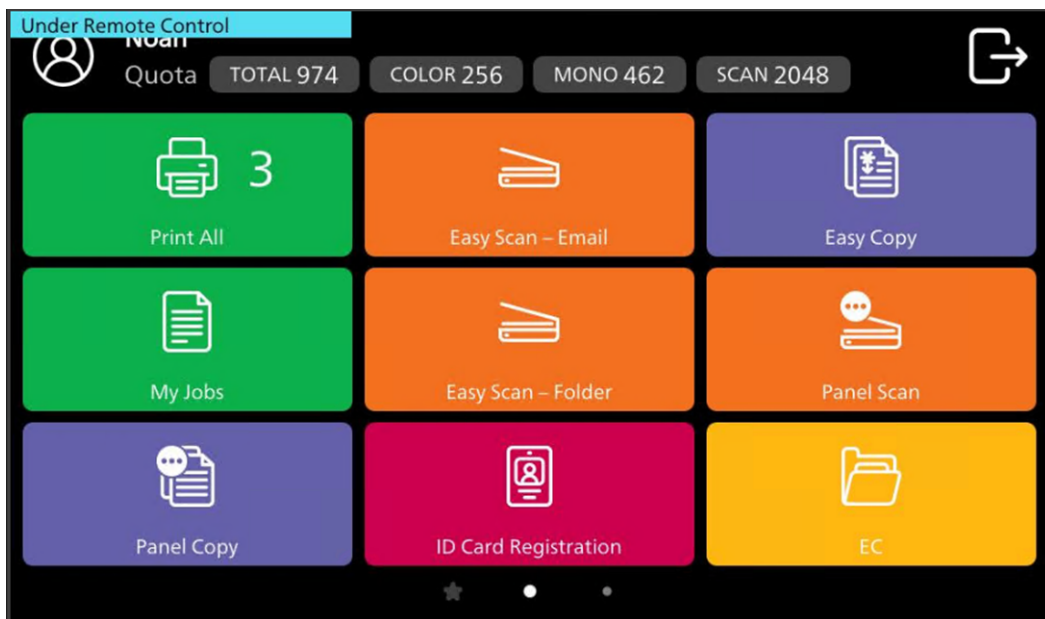 Under Remote Control
Noah
Quota TOTAL 974 COLOR 256 MONO 462 SCAN 2048
3
Print All
Easy Scan – Email
Easy Copy
My Jobs
Easy Scan – Folder
Panel Scan
Panel Copy
ID Card Registration
EC